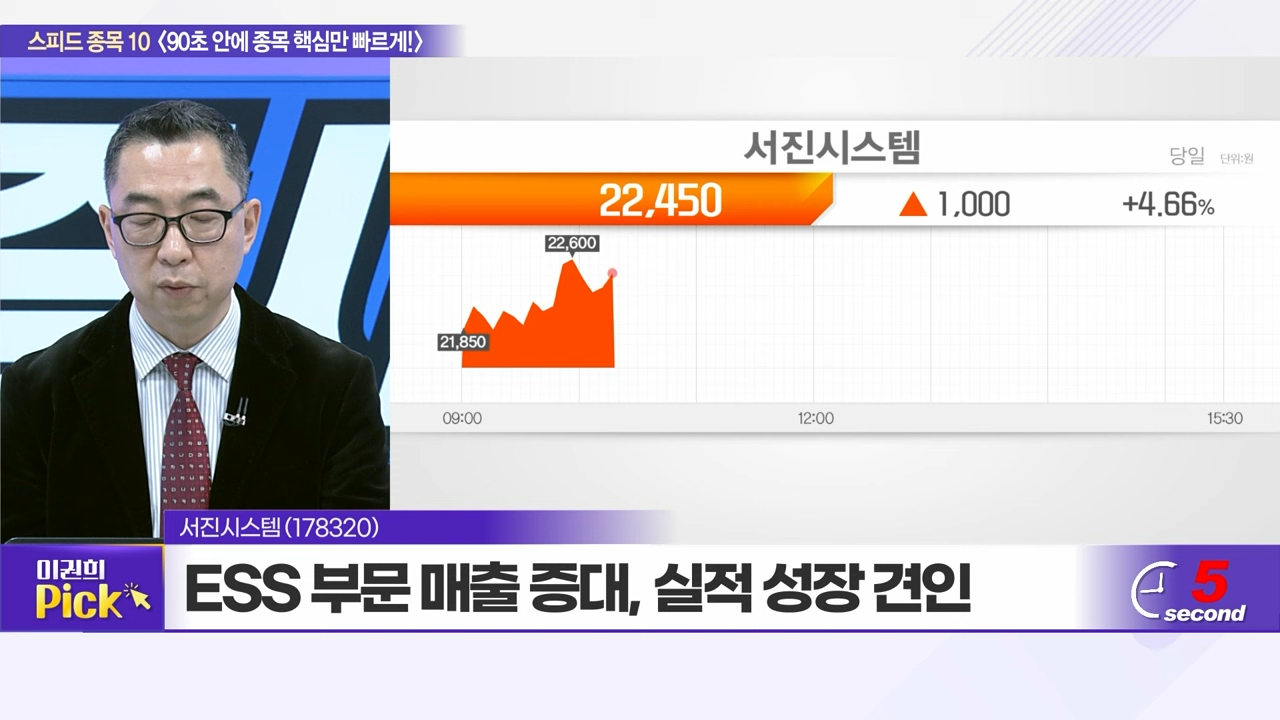 스피드 종목 10 <90초 안에 종목 핵심만 빠르게!>
서진시스템
당일 단위:원
22,450 ▲ 1,000 +4.66%
22,600
21,850
09:00 12:00 15:30
서진시스템(178320)
이권희
Pick
ESS 부문 매출 증대, 실적 성장 견인
5
second